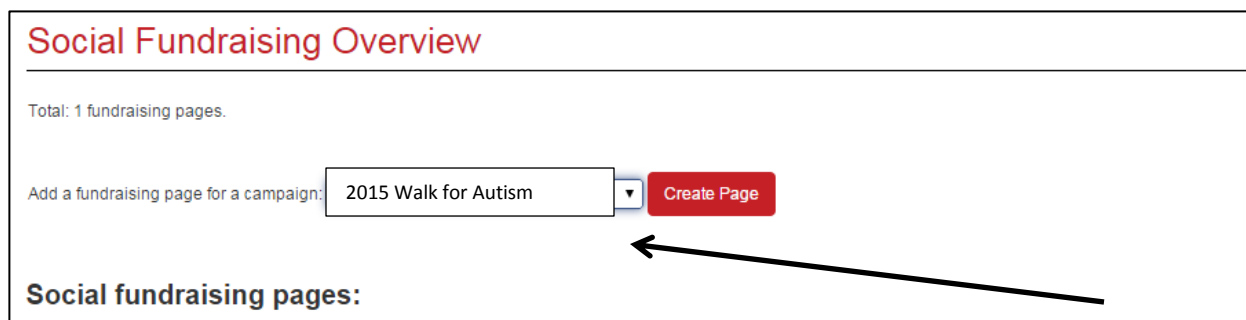 Social Fundraising Overview
Total: 1 fundraising pages.
Add a fundraising page for a campaign: 2015 Walk for Autism ▼ Create Page
Social fundraising pages: